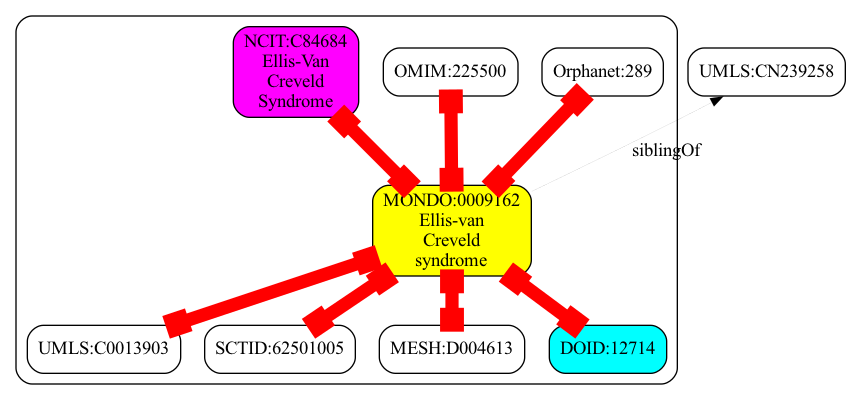 NCIT:C84684
Ellis-Van
Creveld
Syndrome
OMIM:225500
Orphanet:289
UMLS:CN239258
siblingOf
MONDO:0009162
Ellis-van
Creveld
syndrome
UMLS:C0013903
SCTID:62501005
MESH:D004613
DOID:12714